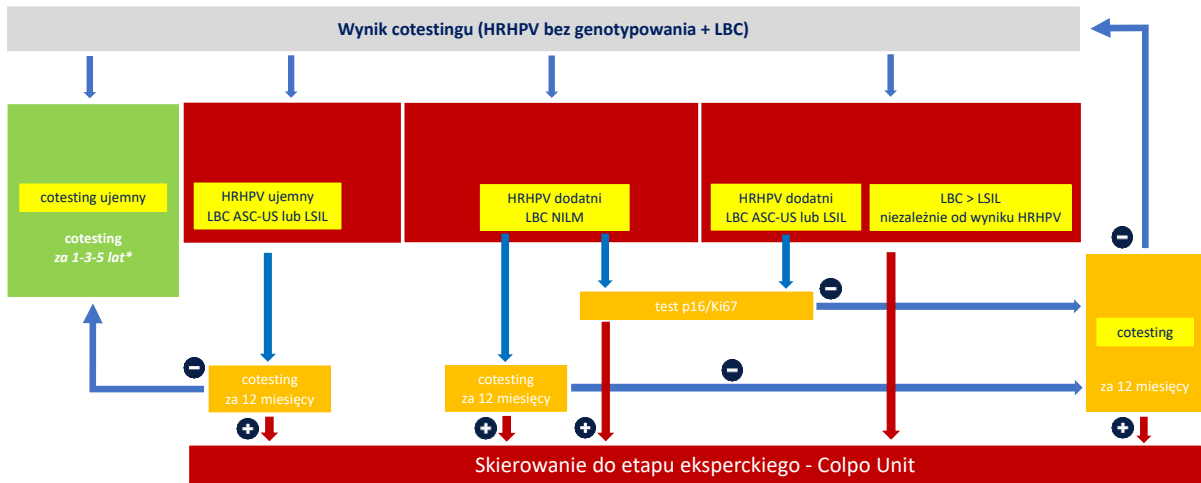 Wynik cotestingu (HRHPV bez genotypowania + LBC)
cotesting ujemny
cotesting
za 1-3-5 lat*
HRHPV ujemny
LBC ASC-US lub LSIL
HRHPV dodatni
LBC NILM
HRHPV dodatni
LBC ASC-US lub LSIL
LBC > LSIL
niezależnie od wyniku HRHPV
test p16/Ki67
cotesting
za 12 miesięcy
cotesting
za 12 miesięcy
cotesting
za 12 miesięcy
Skierowanie do etapu eksperckiego - Colpo Unit